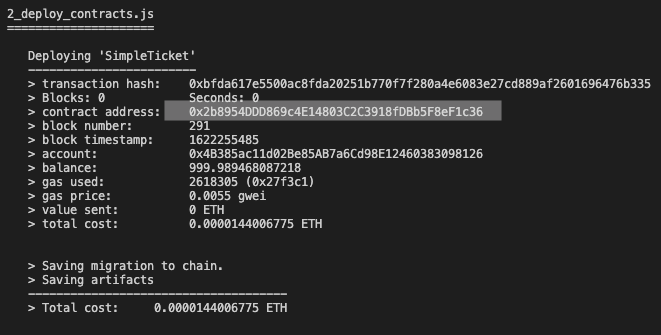 2_deploy_contracts.js
=====================
Deploying 'SimpleTicket'
------------------------
> transaction hash: 0xbfda617e5500ac8fda20251b770f7f280a4e6083e27cd889af2601696476b335
> Blocks: 0 Seconds: 0
> contract address: 0x2b8954DDD869c4E14803C2C3918fDBb5F8eF1c36
> block number: 291
> block timestamp: 1622255485
> account: 0x4B385ac11d02Be85AB7a6Cd98E12460383098126
> balance: 999.989468087218
> gas used: 2618305 (0x27f3c1)
> gas price: 0.0055 gwei
> value sent: 0 ETH
> total cost: 0.0000144006775 ETH
> Saving migration to chain.
> Saving artifacts
-------------------------------------
> Total cost: 0.0000144006775 ETH